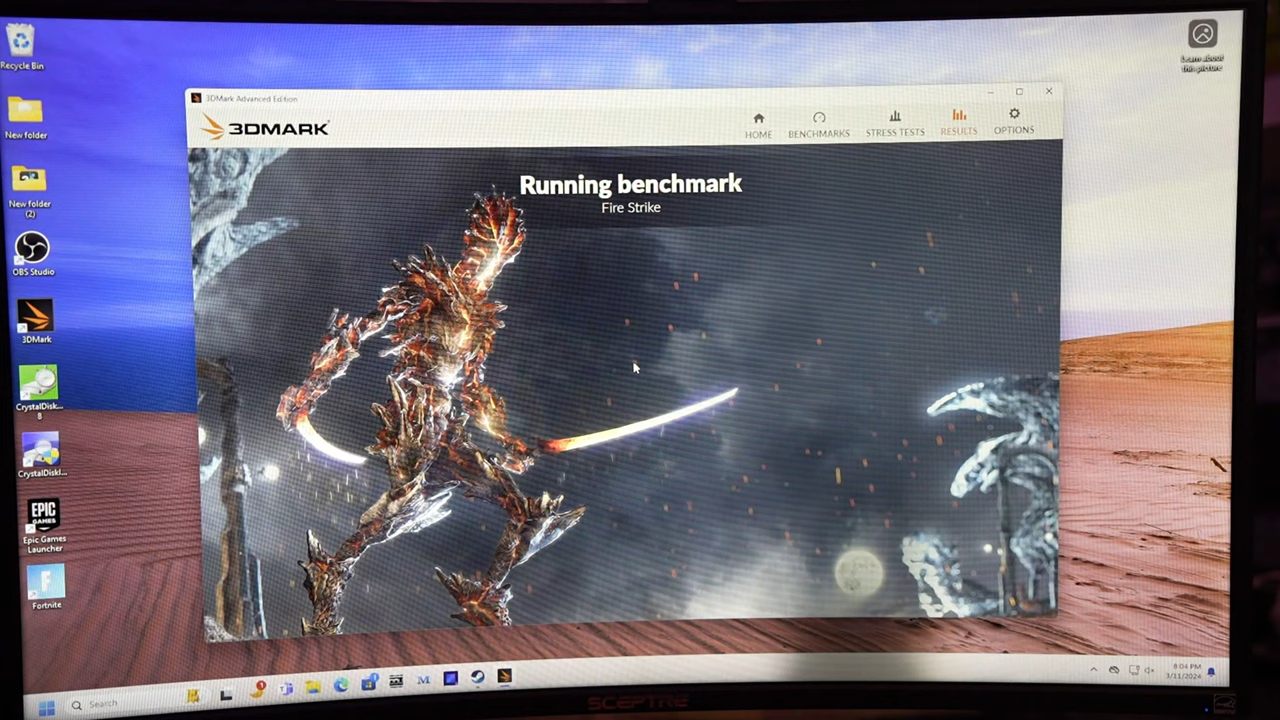 Recycle Bin
New folder
New folder
(2)
OBS Studio
3DMark
CrystalDisk...
8
CrystalDiskI...
EPIC
GAMES
Epic Games
Launcher
F
Fortnite
Learn about
this picture
3DMark Advanced Edition
3DMARK
HOME
BENCHMARKS
STRESS TESTS
RESULTS
OPTIONS
Running benchmark
Fire Strike
Search
M
8:04 PM
3/11/2024
SCEPTRE